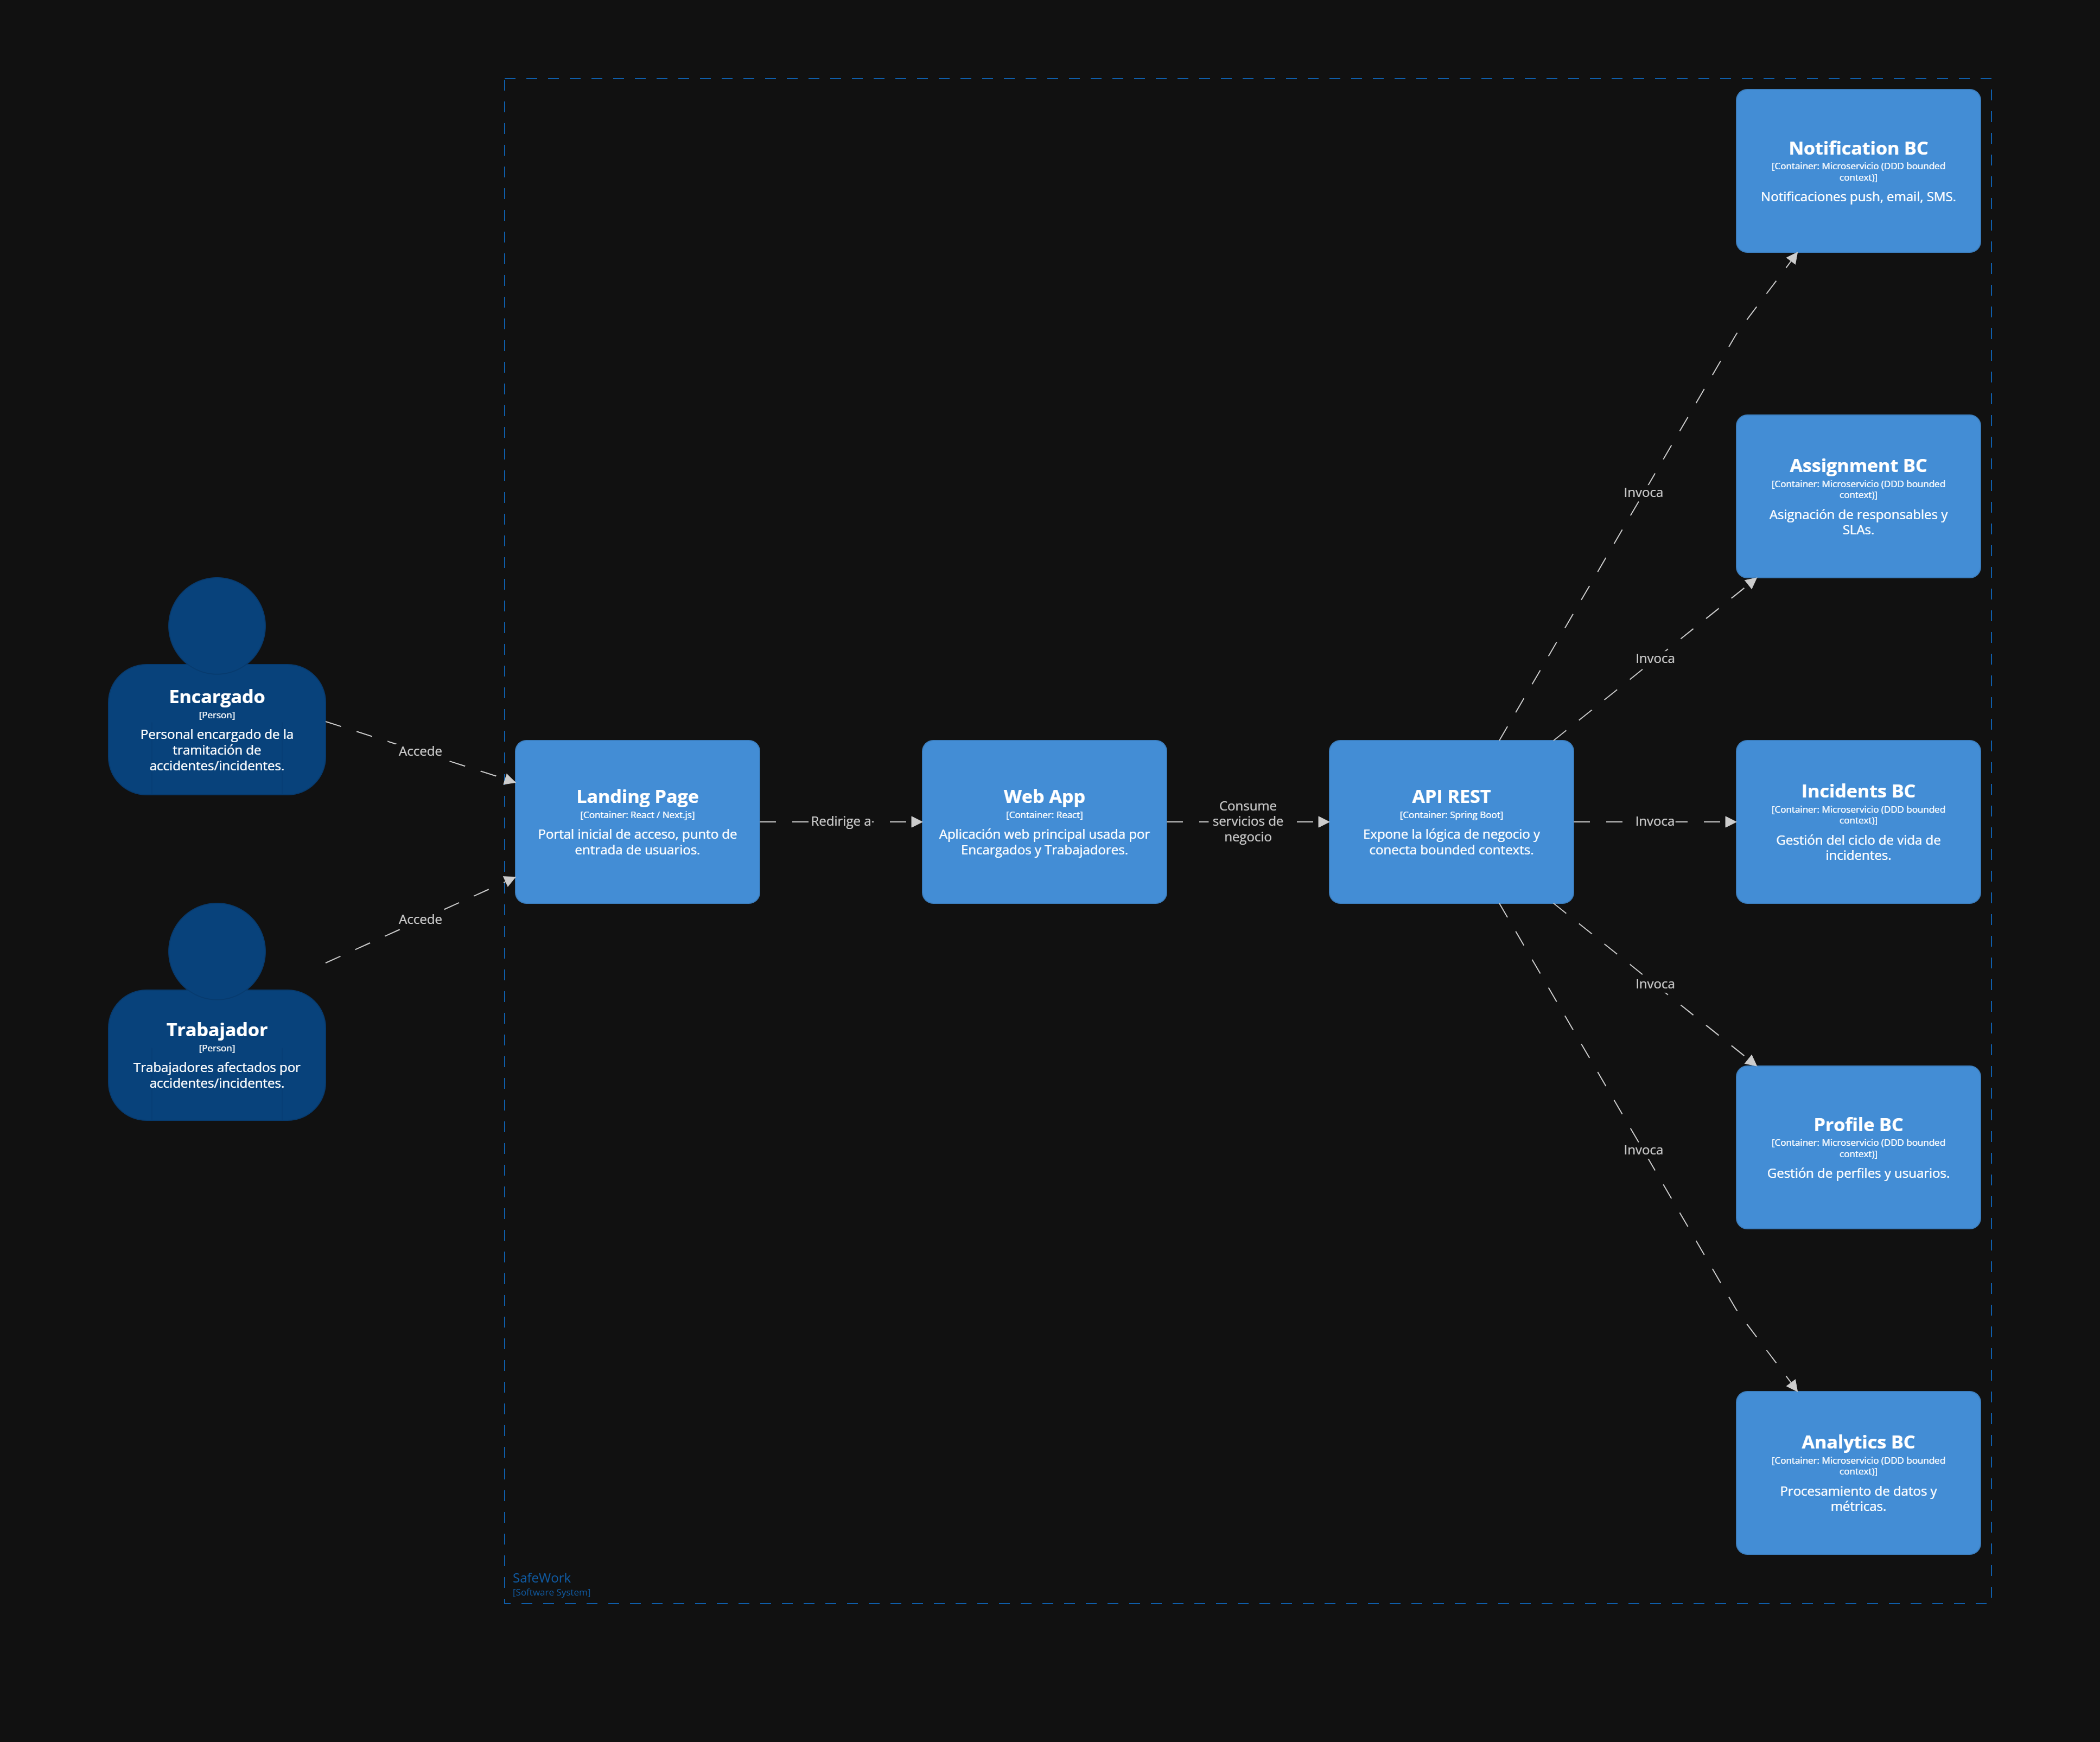 Notification BC
[Container: Microservicio (DDD bounded
context)]
Notificaciones push, email, SMS.
Invoca
Assignment BC
[Container: Microservicio (DDD bounded
context)]
Asignación de responsables y
SLAs.
Invoca
Encargado
[Person]
Personal encargado de la
tramitación de
accidentes/incidentes.
Accede
Landing Page
[Container: React / Next.js]
Portal inicial de acceso, punto de
entrada de usuarios.
Redirige a
Web App
[Container: React]
Aplicación web principal usada por
Encargados y Trabajadores.
Consume
servicios de
negocio
API REST
[Container: Spring Boot]
Expone la lógica de negocio y
conecta bounded contexts.
Invoca
Incidents BC
[Container: Microservicio (DDD bounded
context)]
Gestión del ciclo de vida de
incidentes.
Accede
Trabajador
[Person]
Trabajadores afectados por
accidentes/incidentes.
Invoca
Profile BC
[Container: Microservicio (DDD bounded
context)]
Gestión de perfiles y usuarios.
Invoca
Analytics BC
[Container: Microservicio (DDD bounded
context)]
Procesamiento de datos y
métricas.
SafeWork
[Software System]